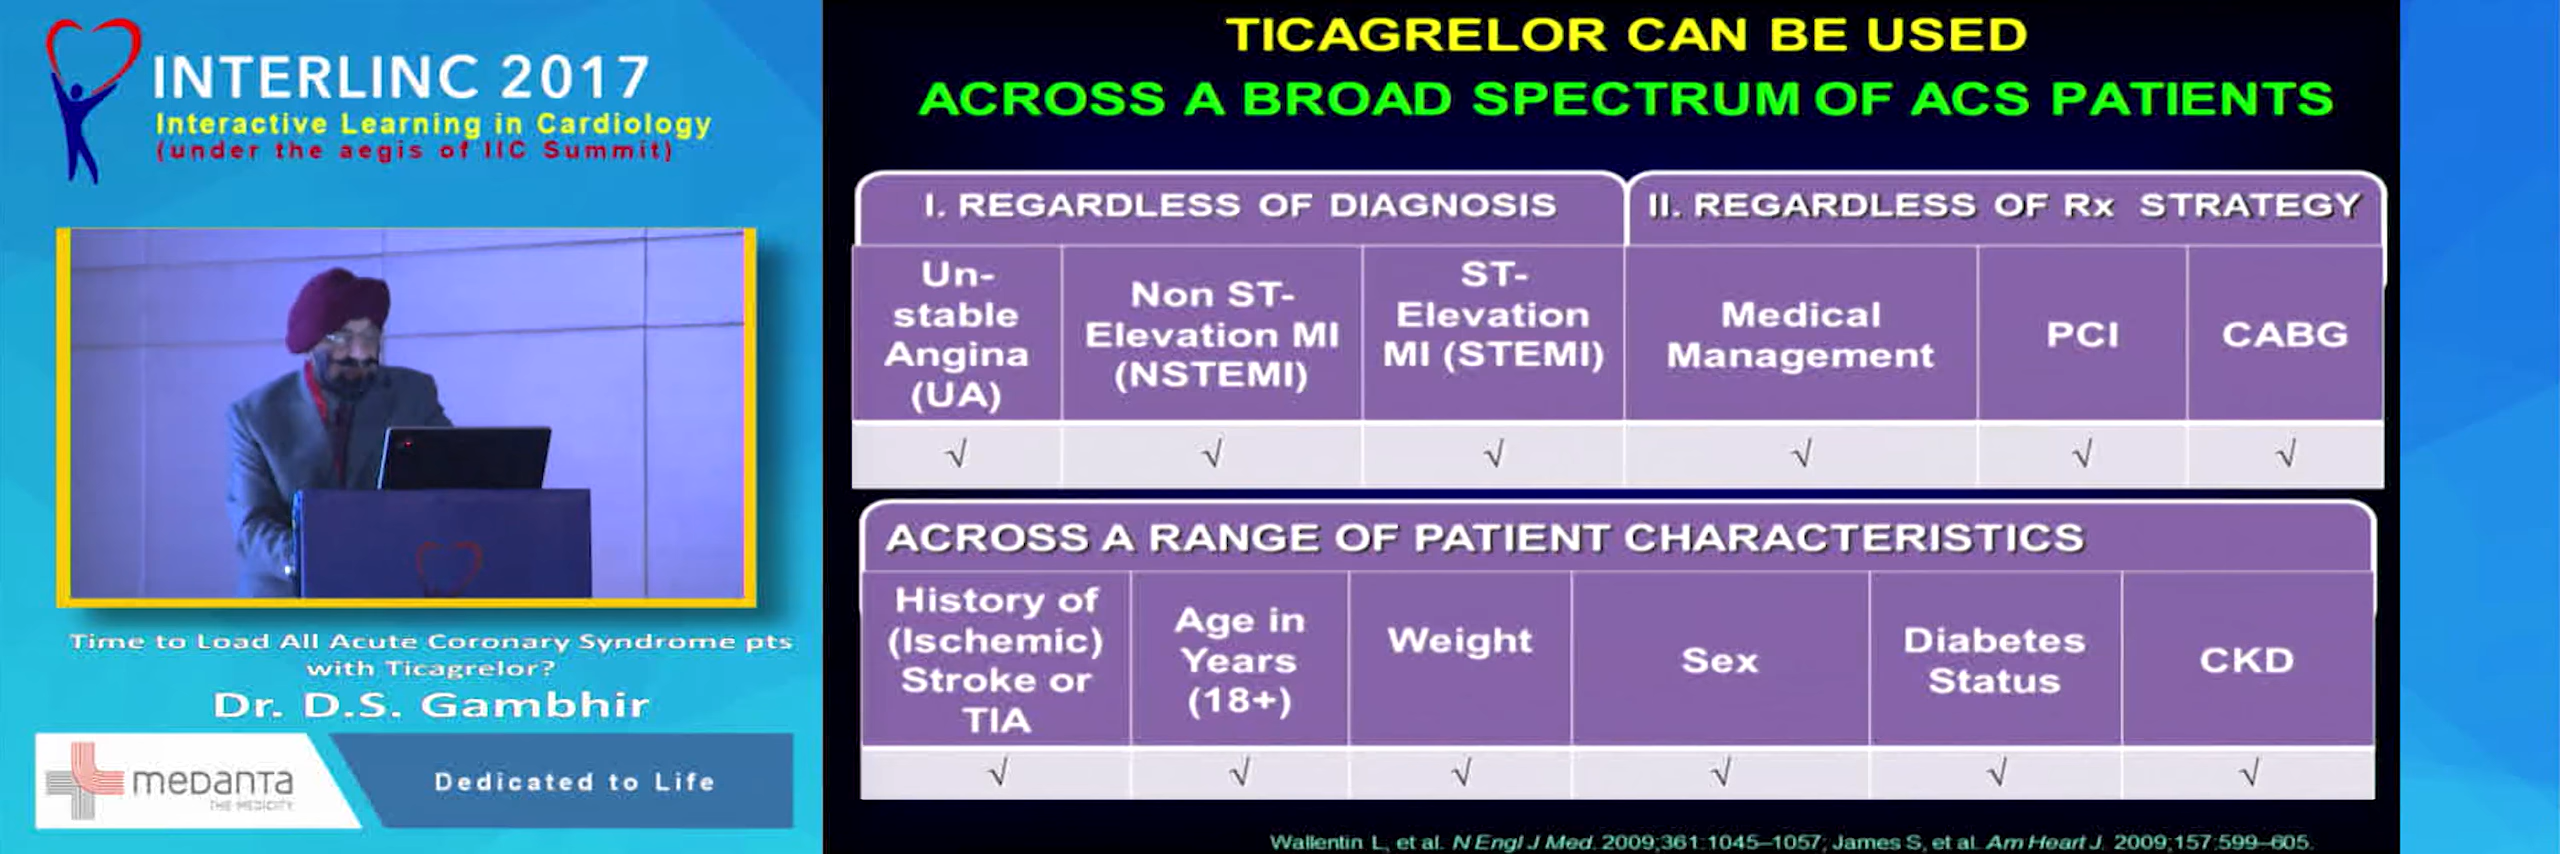 INTERLINC 2017
Interactive Learning in Cardiology
(under the aegis of IIC Summit)
Time to Load All Acute Coronary Syndrome pts
with Ticagrelor?
Dr. D.S. Gambhir
medanta
THE MEDICITY
Dedicated to Life
TICAGRELOR CAN BE USED
ACROSS A BROAD SPECTRUM OF ACS PATIENTS
I. REGARDLESS OF DIAGNOSIS
II. REGARDLESS OF Rx STRATEGY
Un-
stable
Angina
(UA)
Non ST-
Elevation MI
(NSTEMI)
ST-
Elevation
MI (STEMI)
Medical
Management
PCI
CABG
√ √ √ √ √ √
ACROSS A RANGE OF PATIENT CHARACTERISTICS
History of
(Ischemic)
Stroke or
TIA
Age in
Years
(18+)
Weight
Sex
Diabetes
Status
CKD
√ √ √ √ √ √
Wallentin L, et al. N Engl J Med. 2009;361:1045–1057; James S, et al. Am Heart J. 2009;157:599–605.